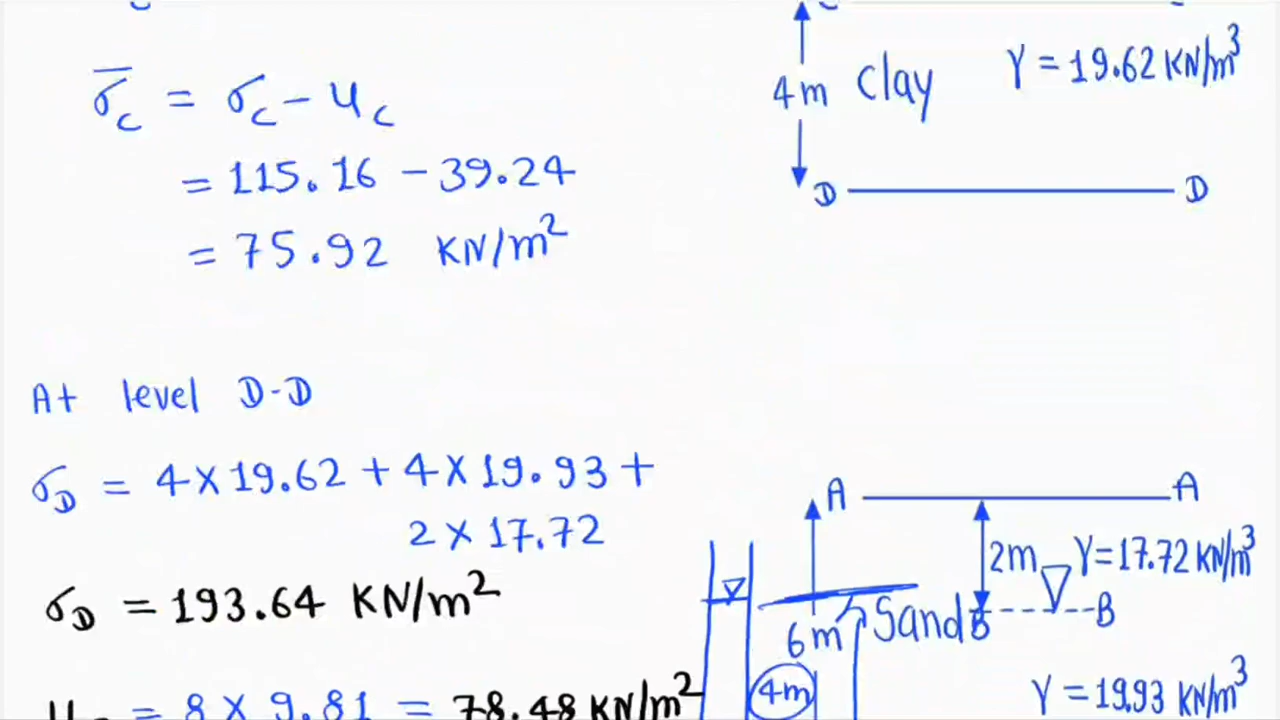 σ̅c = σc - uc
= 115.16 - 39.24
= 75.92 KN/m²
4m Clay γ = 19.62 KN/m³
D D
At level D-D
σD = 4 × 19.62 + 4 × 19.93 +
2 × 17.72
σD = 193.64 KN/m²
= 8 × 9.81 = 78.48 KN/m²
A A
2m γ=17.72 KN/m³
6m Sand B B
4m
γ = 19.93 KN/m³